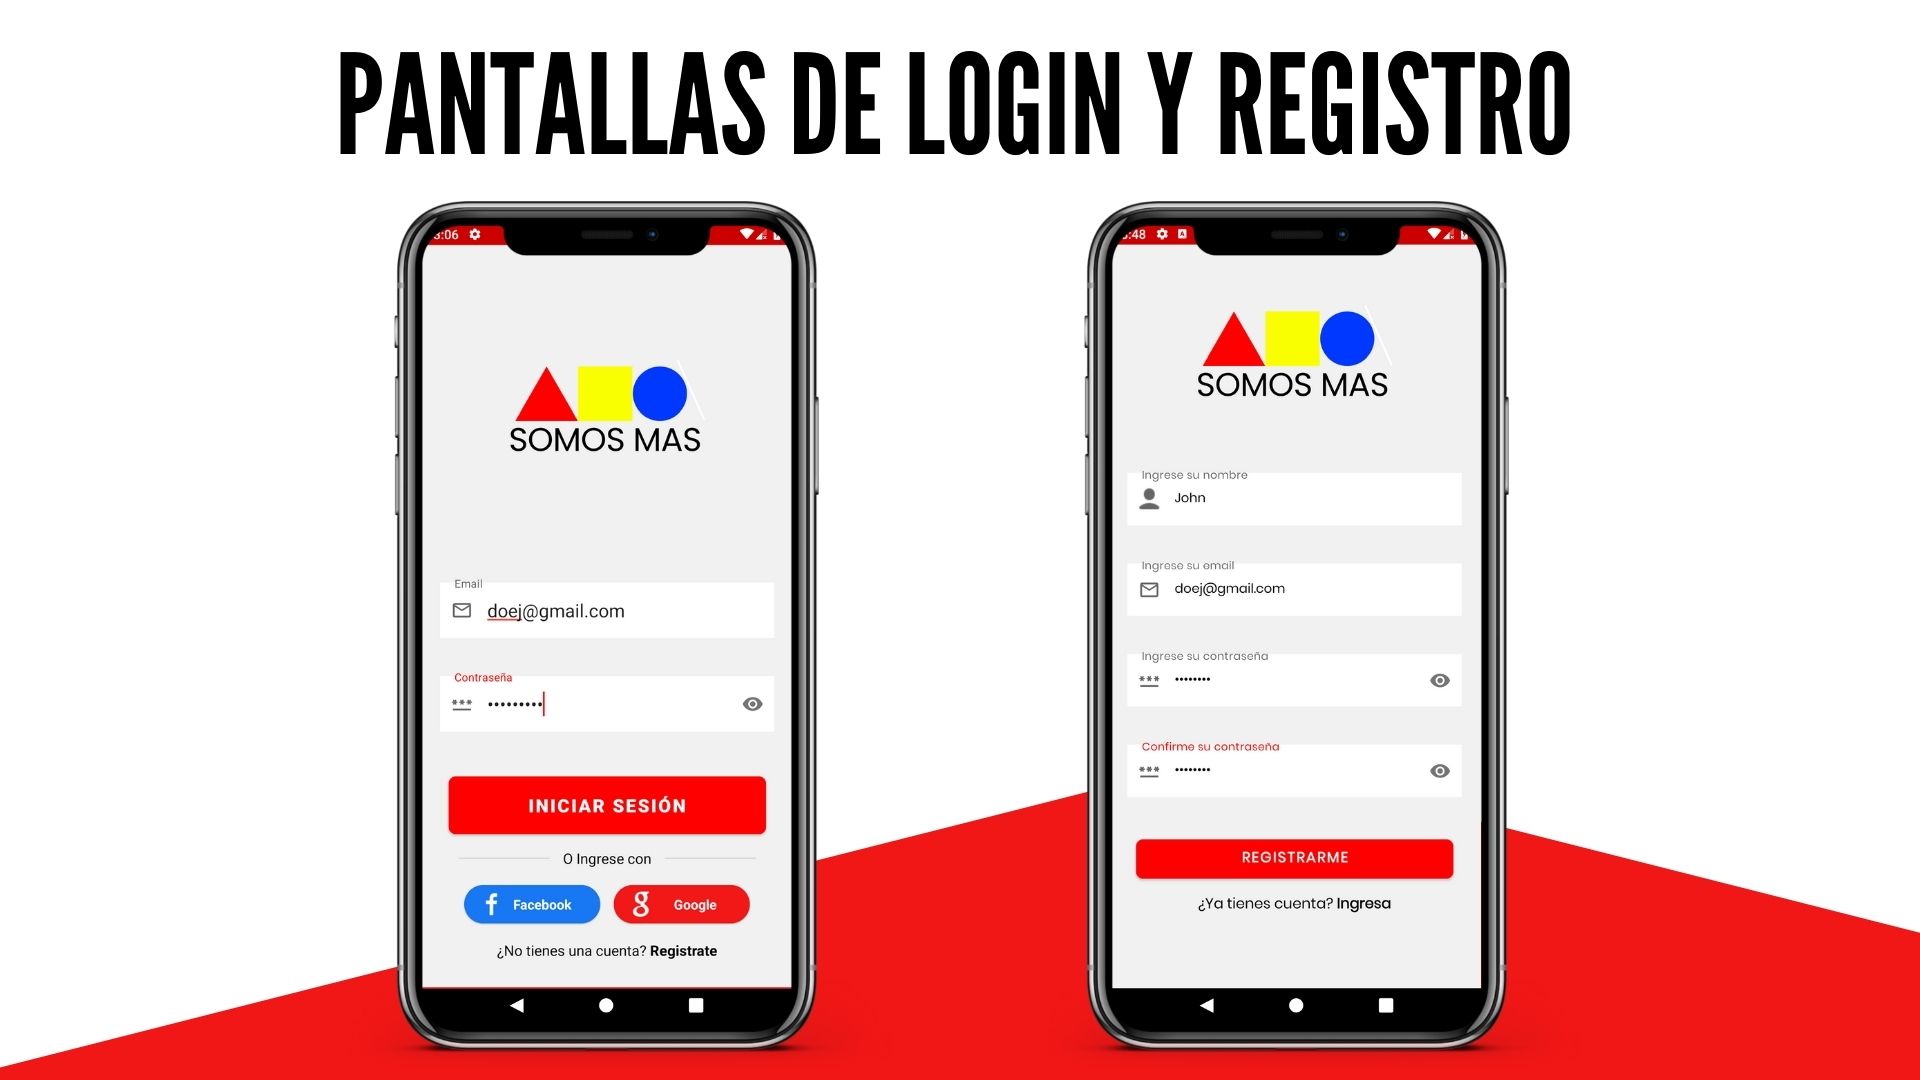 PANTALLAS DE LOGIN Y REGISTRO
:06
SOMOS MAS
Email
doej@gmail.com
Contraseña
INICIAR SESIÓN
O Ingrese con
Facebook
Google
¿No tienes una cuenta? Registrate
:48
SOMOS MAS
Ingrese su nombre
John
Ingrese su email
doej@gmail.com
Ingrese su contraseña
Confirme su contraseña
REGISTRARME
¿Ya tienes cuenta? Ingresa